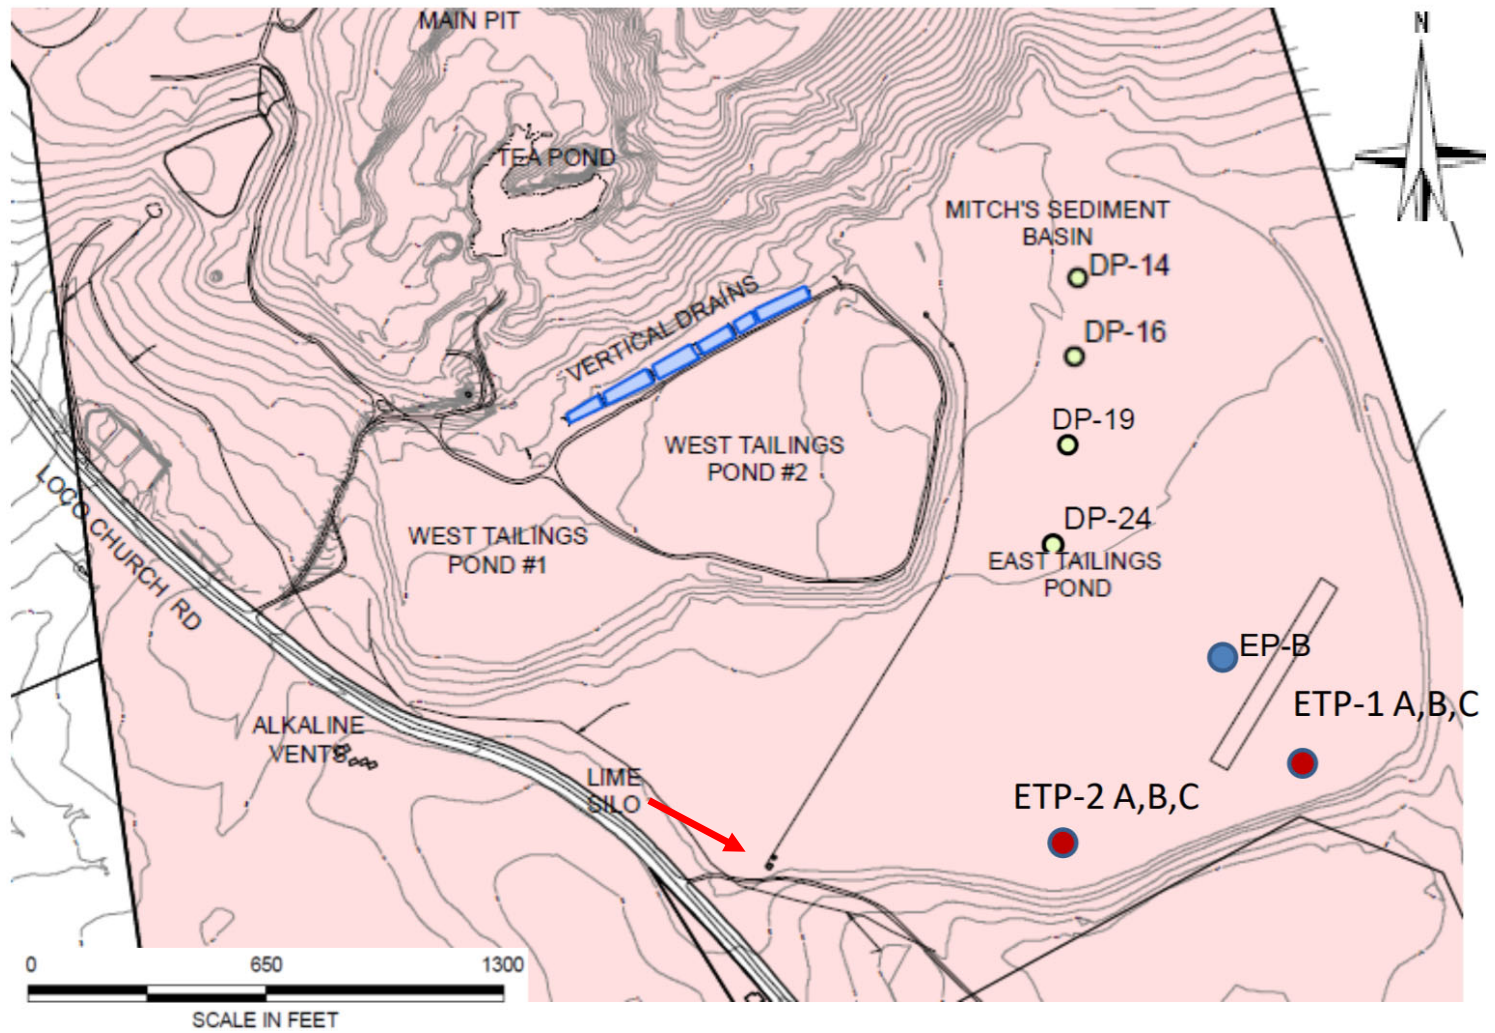 MAIN PIT
N
TEA POND
MITCH'S SEDIMENT
BASIN
DP-14
VERTICAL DRAINS
DP-16
DP-19
WEST TAILINGS
POND #2
LOCO CHURCH RD
DP-24
WEST TAILINGS
POND #1
EAST TAILINGS
POND
EP-B
ETP-1 A,B,C
ALKALINE
VENTS
LIME
SILO
ETP-2 A,B,C
0 650 1300
SCALE IN FEET